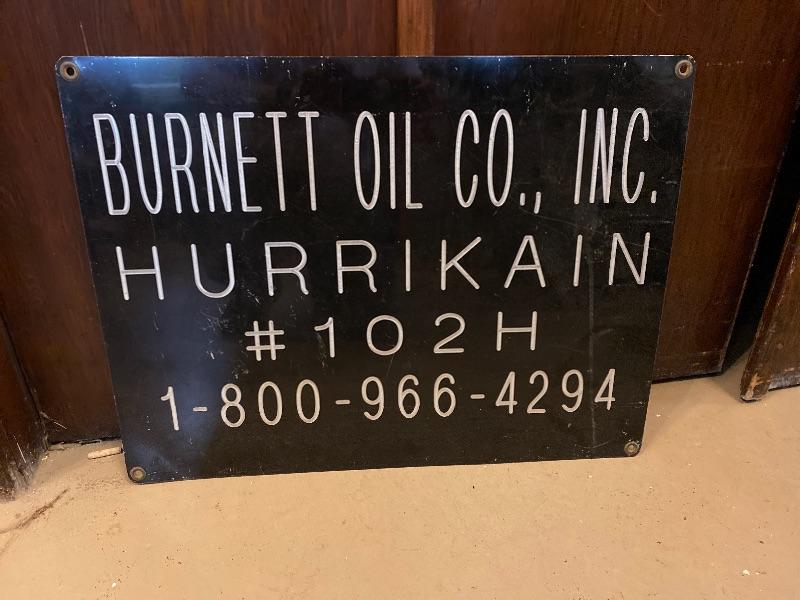 BURNETT OIL CO., INC.
HURRIKAIN
#102H
1-800-966-4294